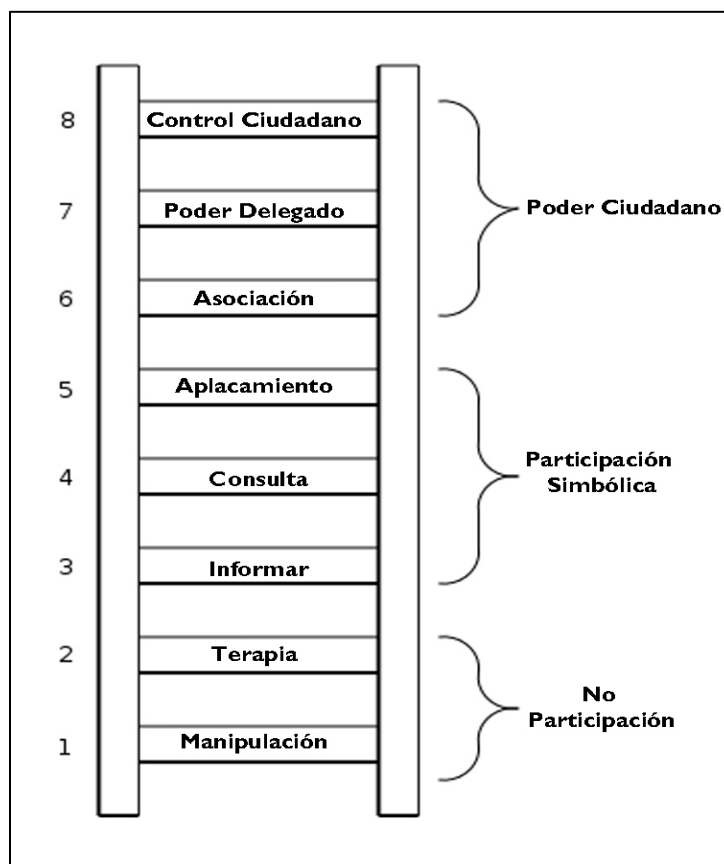 8 Control Ciudadano
7 Poder Delegado
Poder Ciudadano
6 Asociación
5 Aplacamiento
4 Consulta
Participación
Simbólica
3 Informar
2 Terapia
No
Participación
1 Manipulación